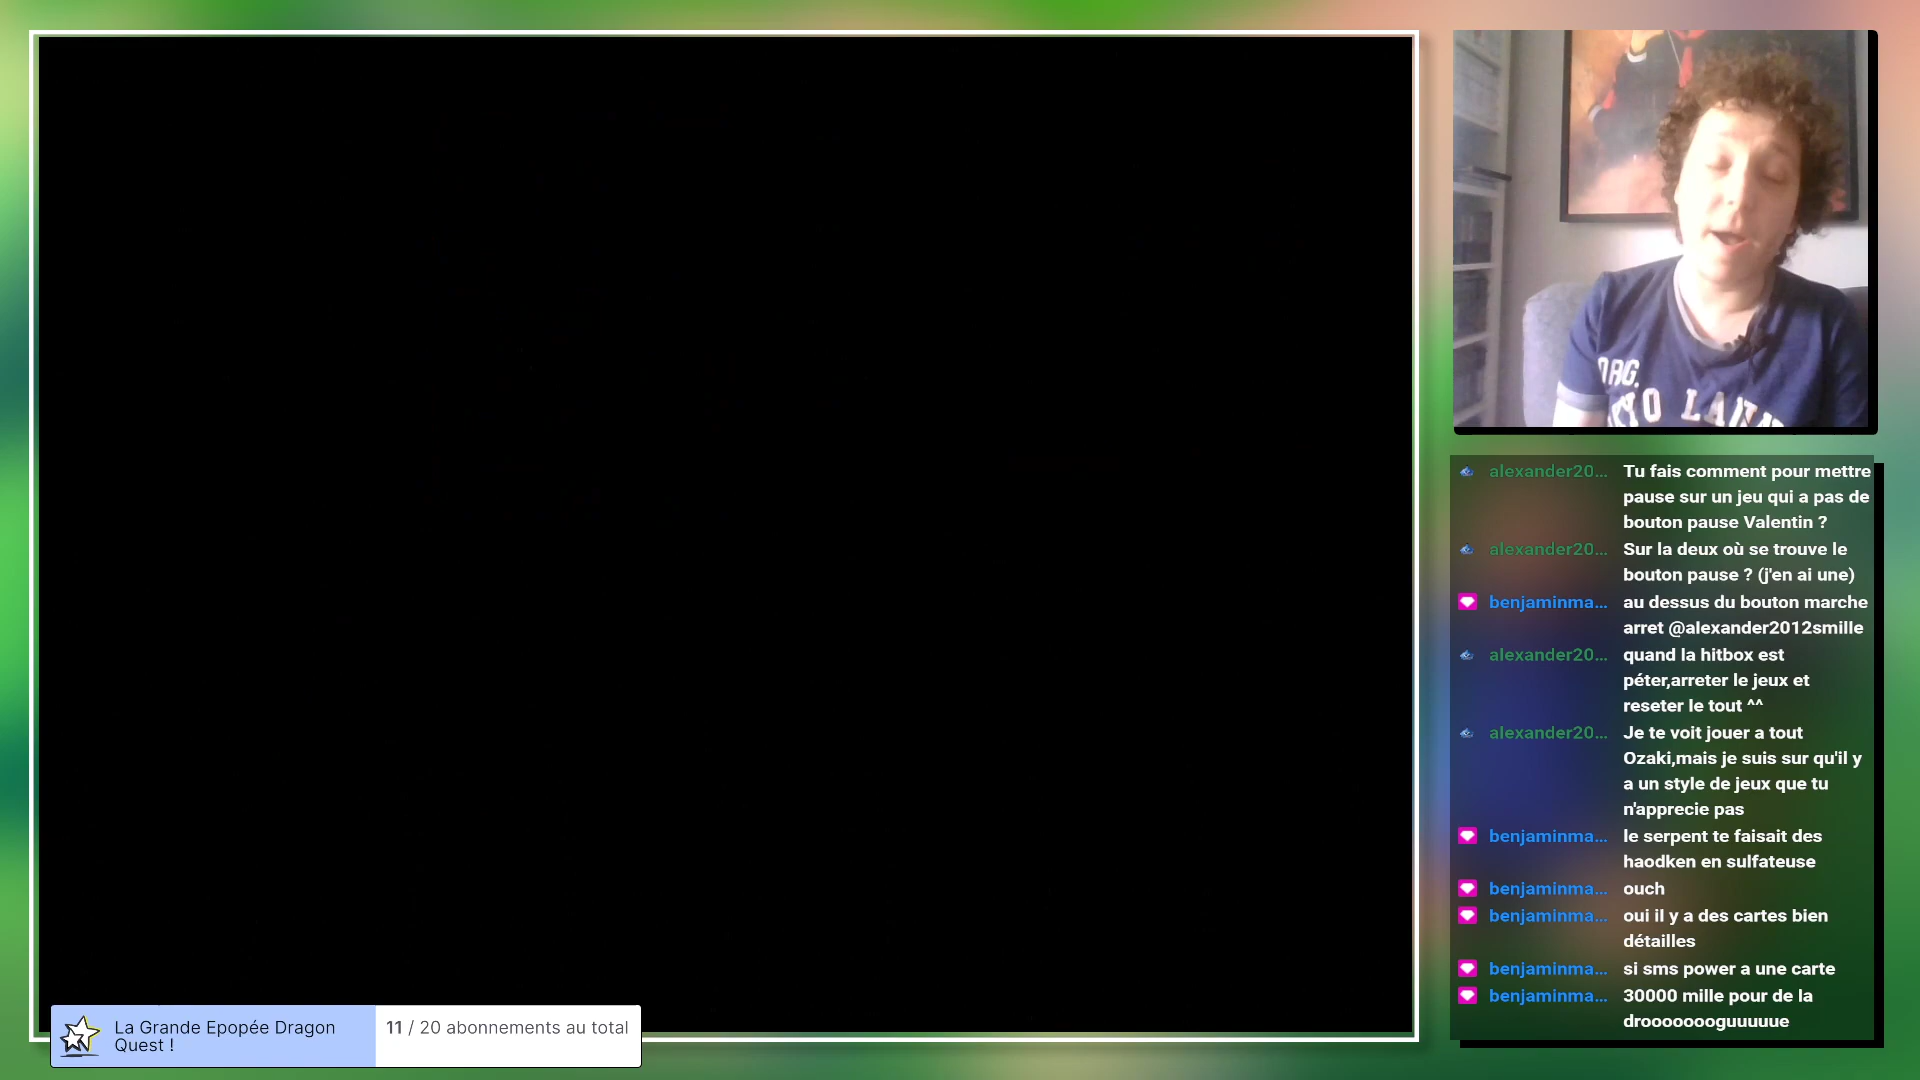 ORG.
alexander20... Tu fais comment pour mettre
pause sur un jeu qui a pas de
bouton pause Valentin ?
alexander20... Sur la deux où se trouve le
bouton pause ? (j'en ai une)
benjaminma... au dessus du bouton marche
arret @alexander2012smille
alexander20... quand la hitbox est
péter,arreter le jeux et
reseter le tout ^^
alexander20... Je te voit jouer a tout
Ozaki,mais je suis sur qu'il y
a un style de jeux que tu
n'apprecie pas
benjaminma... le serpent te faisait des
haodken en sulfateuse
benjaminma... ouch
benjaminma... oui il y a des cartes bien
détailles
benjaminma... si sms power a une carte
benjaminma... 30000 mille pour de la
droooooooguuuuue
La Grande Epopée Dragon
Quest !
11 / 20 abonnements au total